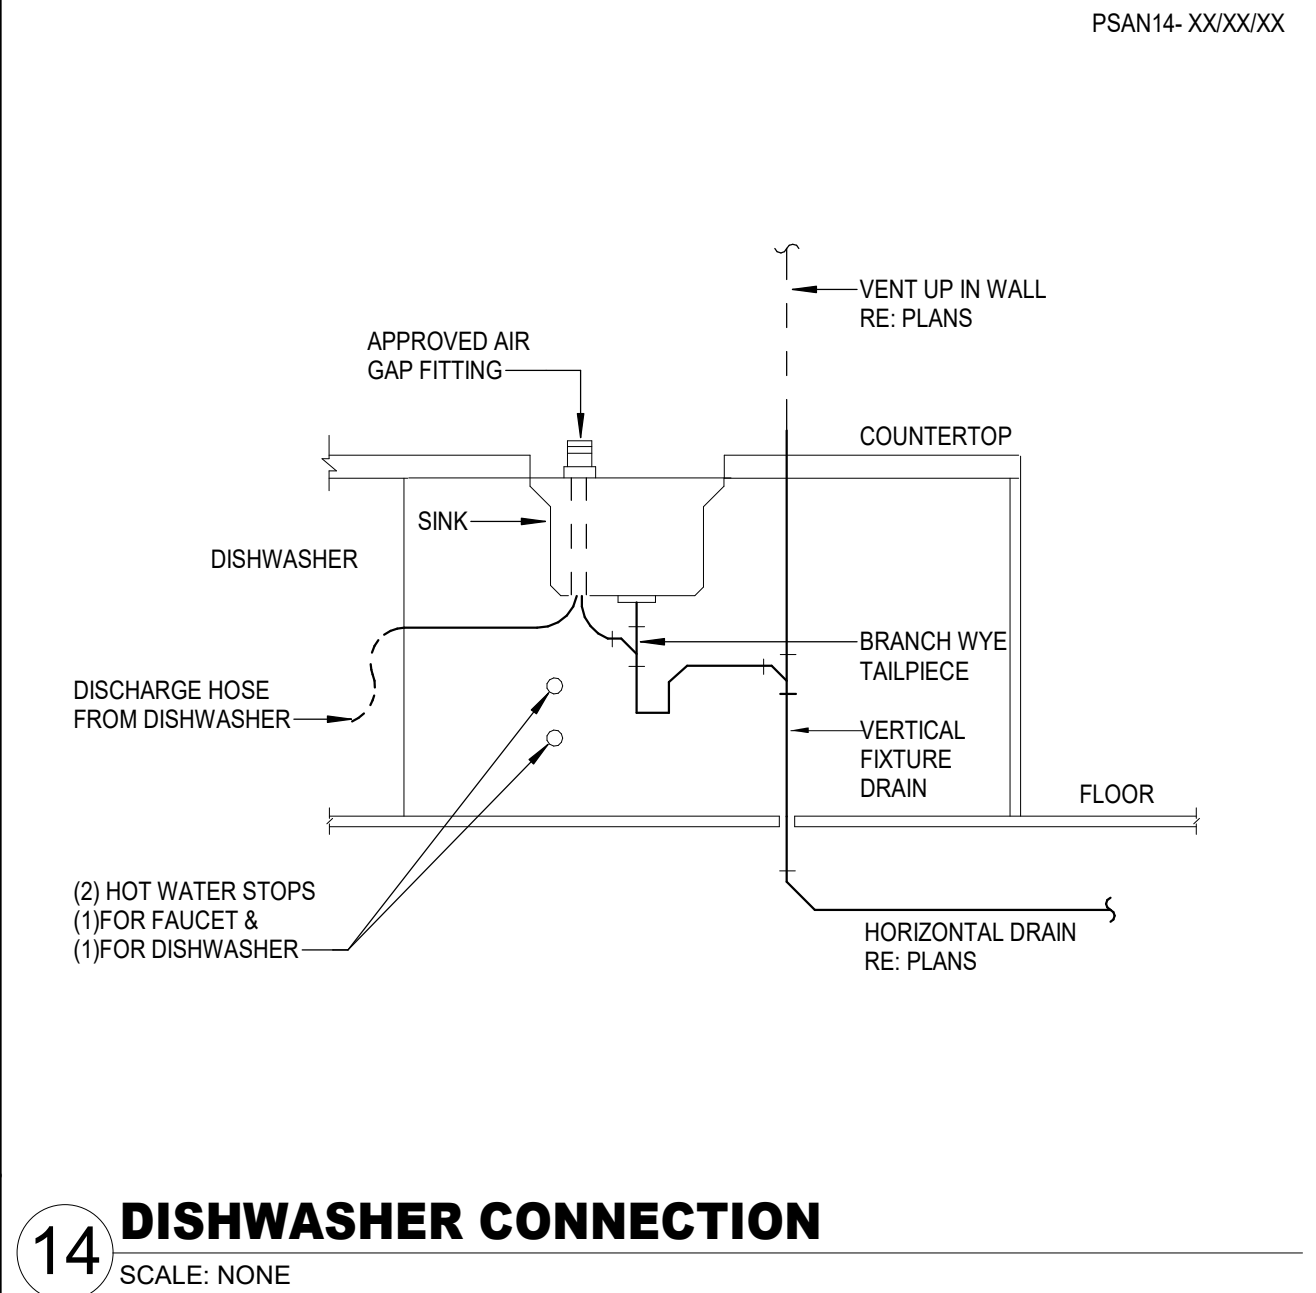 PSAN14- XX/XX/XX
VENT UP IN WALL
RE: PLANS
APPROVED AIR
GAP FITTING
COUNTERTOP
SINK
DISHWASHER
BRANCH WYE
TAILPIECE
DISCHARGE HOSE
FROM DISHWASHER
VERTICAL
FIXTURE
DRAIN
FLOOR
(2) HOT WATER STOPS
(1)FOR FAUCET &
(1)FOR DISHWASHER
HORIZONTAL DRAIN
RE: PLANS
14
DISHWASHER CONNECTION
SCALE: NONE